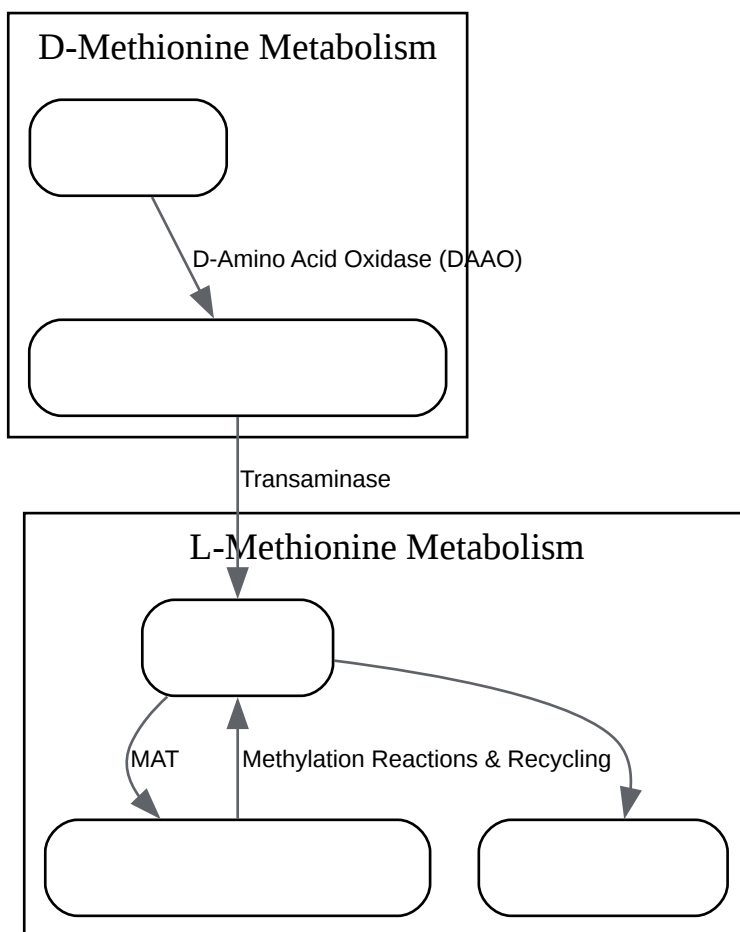 D-Methionine Metabolism
D-Amino Acid Oxidase (DAAO)
Transaminase
L-Methionine Metabolism
MAT
Methylation Reactions & Recycling